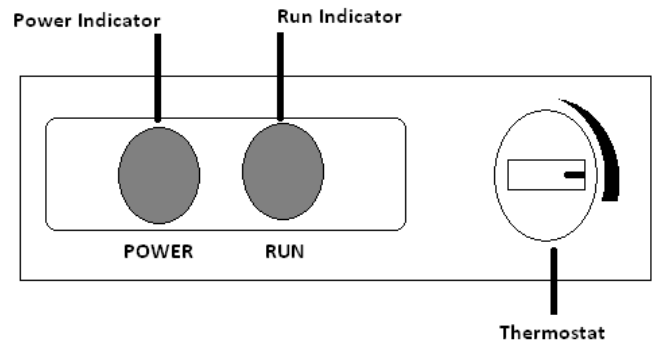 Power Indicator
Run Indicator
POWER
RUN
Thermostat